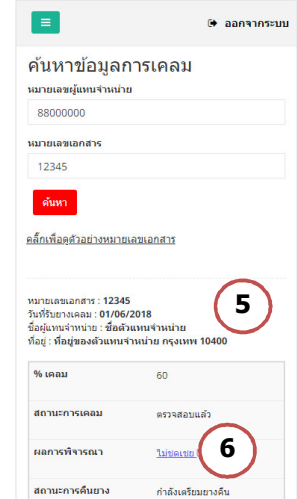 ออกจากระบบ
ค้นหาข้อมูลการเคลม
หมายเลขผู้แทนจำหน่าย
88000000
หมายเลขเอกสาร
12345
ค้นหา
คลิ๊กเพื่อดูตัวอย่างหมายเลขเอกสาร
หมายเลขเอกสาร : 12345
วันที่รับยางเคลม : 01/06/2018
ชื่อผู้แทนจำหน่าย : ชื่อตัวแทนจำหน่าย
ที่อยู่ : ที่อยู่ของตัวแทนจำหน่าย กรุงเทพ 10400
5
% เคลม 60
สถานะการเคลม ตรวจสอบแล้ว
ผลการพิจารณา ไม่ชดเชย
6
สถานะการคืนยาง กำลังเตรียมยางคืน